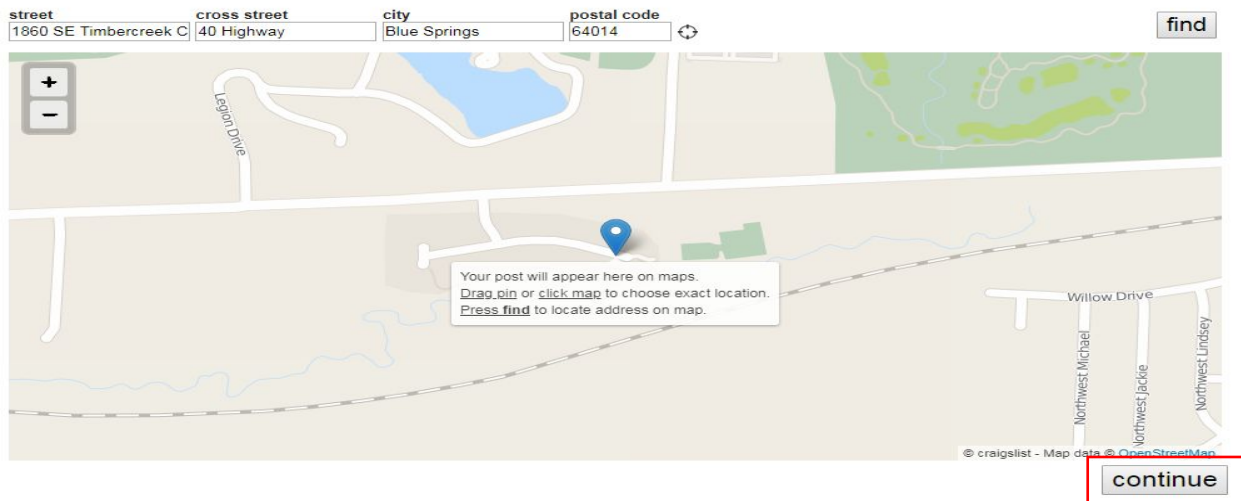 street cross street city postal code
1860 SE Timbercreek C 40 Highway Blue Springs 64014 find
+
−
Legion Drive
Your post will appear here on maps.
Drag pin or click map to choose exact location.
Press find to locate address on map.
Willow Drive
Northwest Michael
Northwest Jackie
Northwest Lindsey
© craigslist - Map data © OpenStreetMap
continue